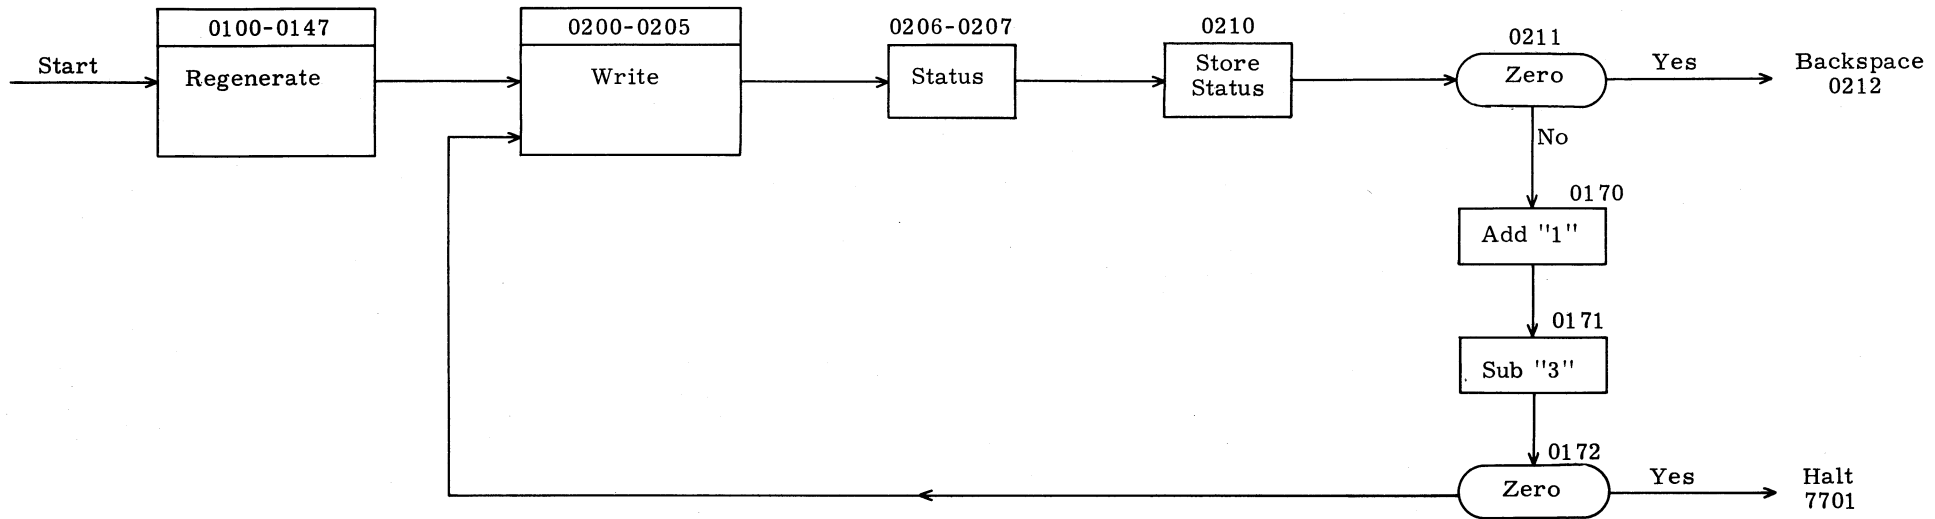 Start
0100-0147
Regenerate
0200-0205
Write
0206-0207
Status
0210
Store
Status
0211
Zero
Yes
Backspace
0212
No
0170
Add "1"
0171
Sub "3"
0172
Zero
Yes
Halt
7701